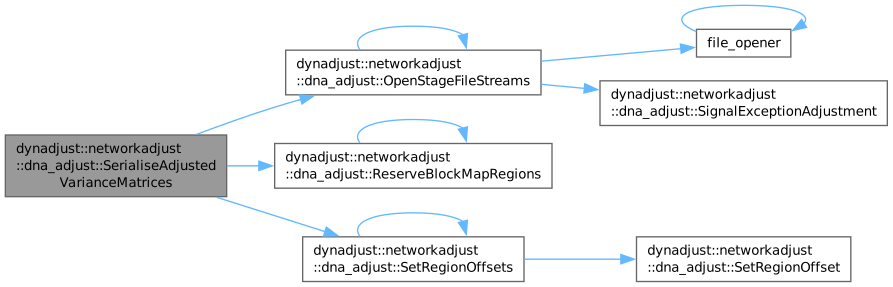 dynadjust::networkadjust
::dna_adjust::SerialiseAdjusted
VarianceMatrices
dynadjust::networkadjust
::dna_adjust::OpenStageFileStreams
file_opener
dynadjust::networkadjust
::dna_adjust::SignalExceptionAdjustment
dynadjust::networkadjust
::dna_adjust::ReserveBlockMapRegions
dynadjust::networkadjust
::dna_adjust::SetRegionOffsets
dynadjust::networkadjust
::dna_adjust::SetRegionOffset